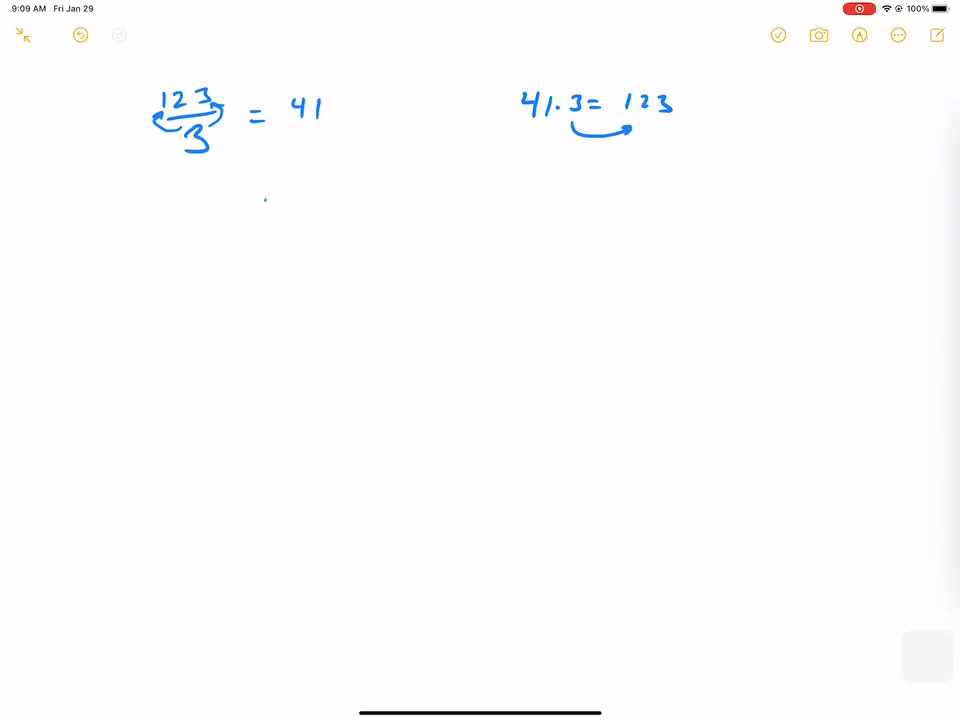 9:09 AM Fri Jan 29
100%
123
3
= 41
41 · 3 = 123